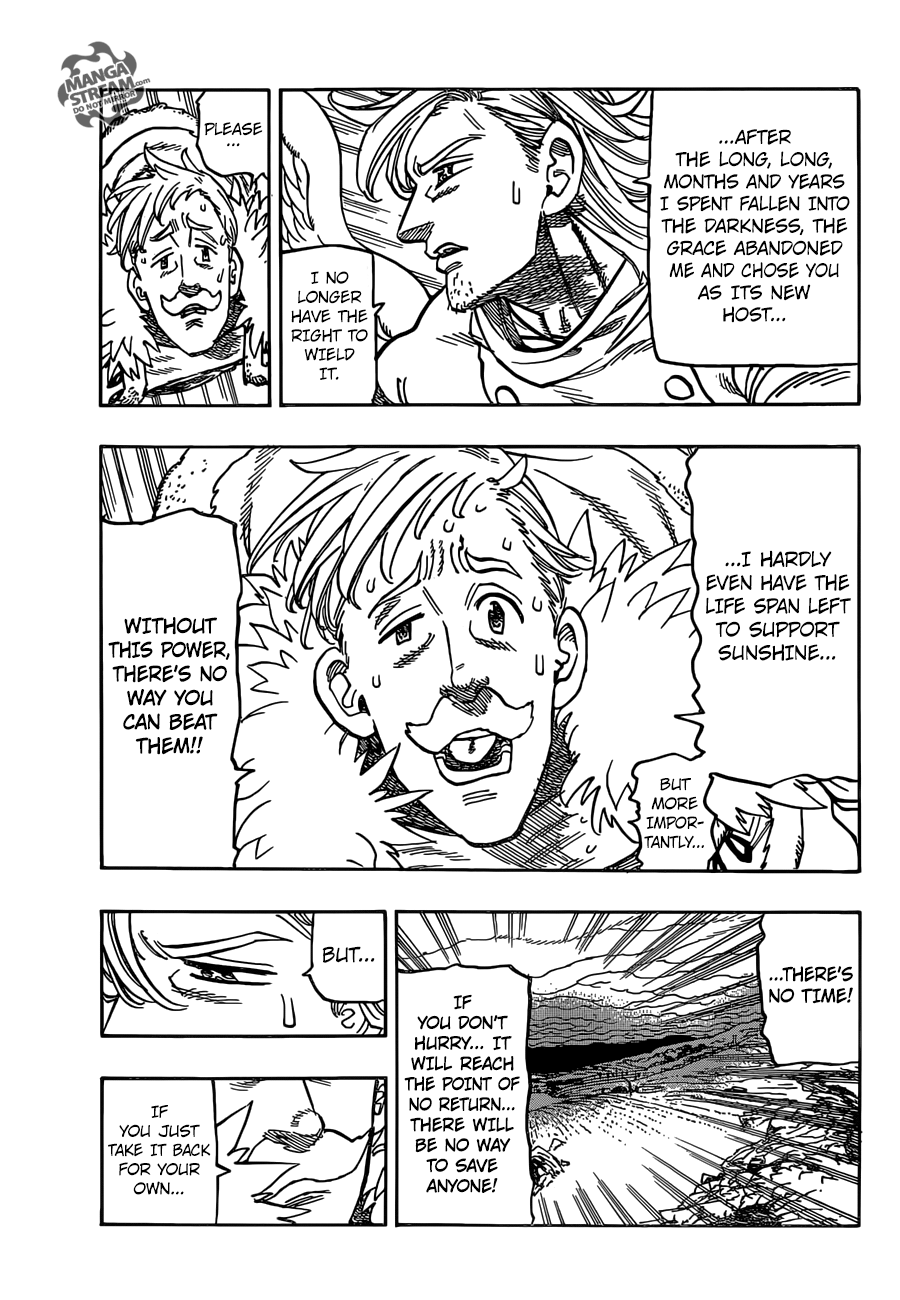 MANGA
STREAM.com
DO NOT MIRROR
...AFTER
THE LONG, LONG,
MONTHS AND YEARS
I SPENT FALLEN INTO
THE DARKNESS, THE
GRACE ABANDONED
ME AND CHOSE YOU
AS ITS NEW
HOST...
I NO
LONGER
HAVE THE
RIGHT TO
WIELD
IT.
PLEASE
...
...I HARDLY
EVEN HAVE THE
LIFE SPAN LEFT
TO SUPPORT
SUNSHINE...
BUT
MORE
IMPOR-
TANTLY...
WITHOUT
THIS POWER,
THERE'S NO
WAY YOU
CAN BEAT
THEM!!
...THERE'S
NO TIME!
IF
YOU DON'T
HURRY... IT
WILL REACH
THE POINT OF
NO RETURN...
THERE WILL
BE NO WAY
TO SAVE
ANYONE!
BUT...
IF
YOU JUST
TAKE IT BACK
FOR YOUR
OWN...